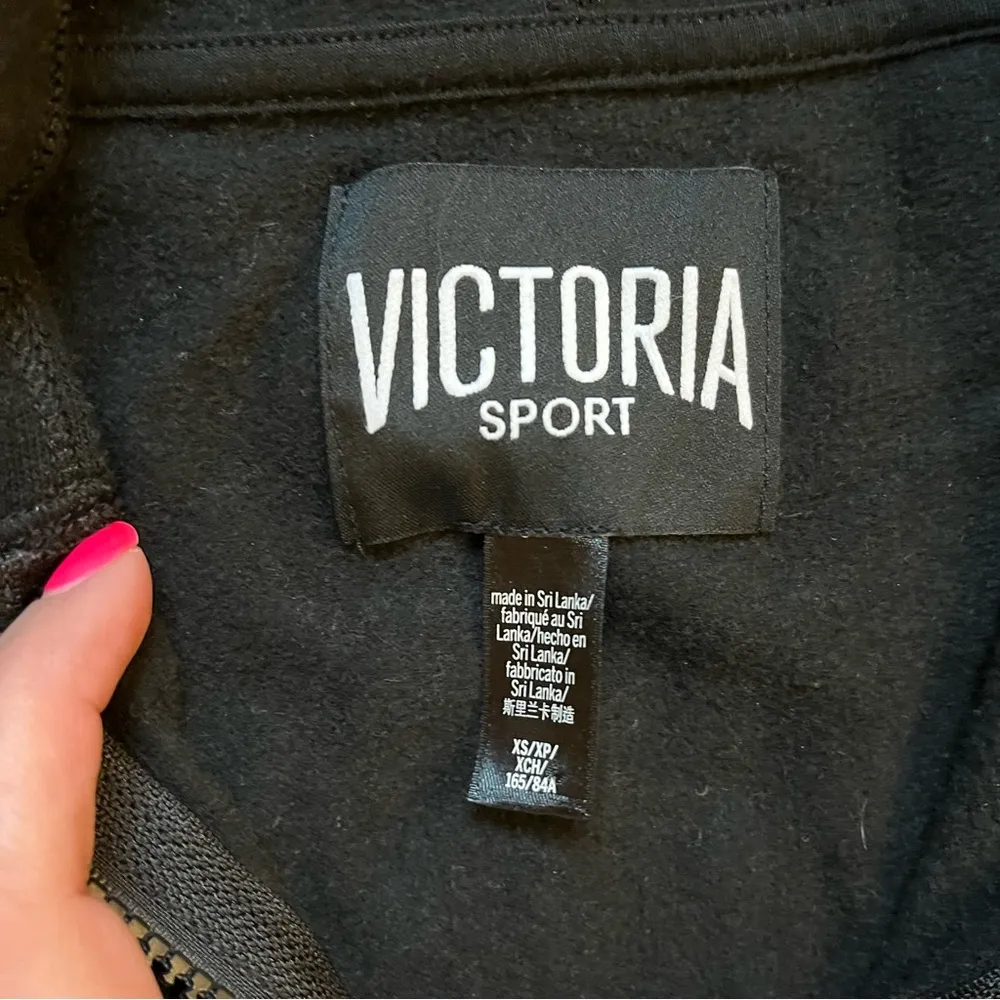 VICTORIA
SPORT
made in Sri Lanka/
fabriqué au Sri
Lanka/hecho en
Sri Lanka/
fabbricato in
Sri Lanka/
斯里兰卡制造
XS/XP/
XCH/
165/84A